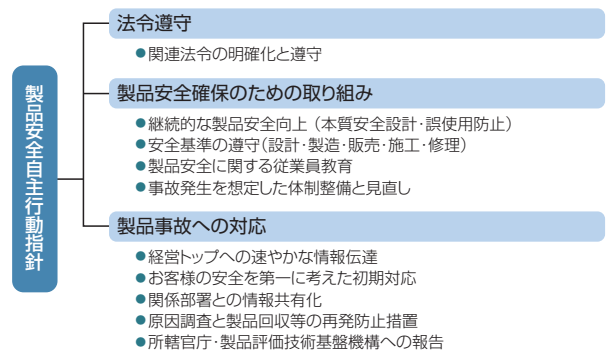 製品安全自主行動指針
法令遵守
●関連法令の明確化と遵守
製品安全確保のための取り組み
●継続的な製品安全向上（本質安全設計・誤使用防止）
●安全基準の遵守（設計・製造・販売・施工・修理）
●製品安全に関する従業員教育
●事故発生を想定した体制整備と見直し
製品事故への対応
●経営トップへの速やかな情報伝達
●お客様の安全を第一に考えた初期対応
●関係部署との情報共有化
●原因調査と製品回収等の再発防止措置
●所轄官庁・製品評価技術基盤機構への報告